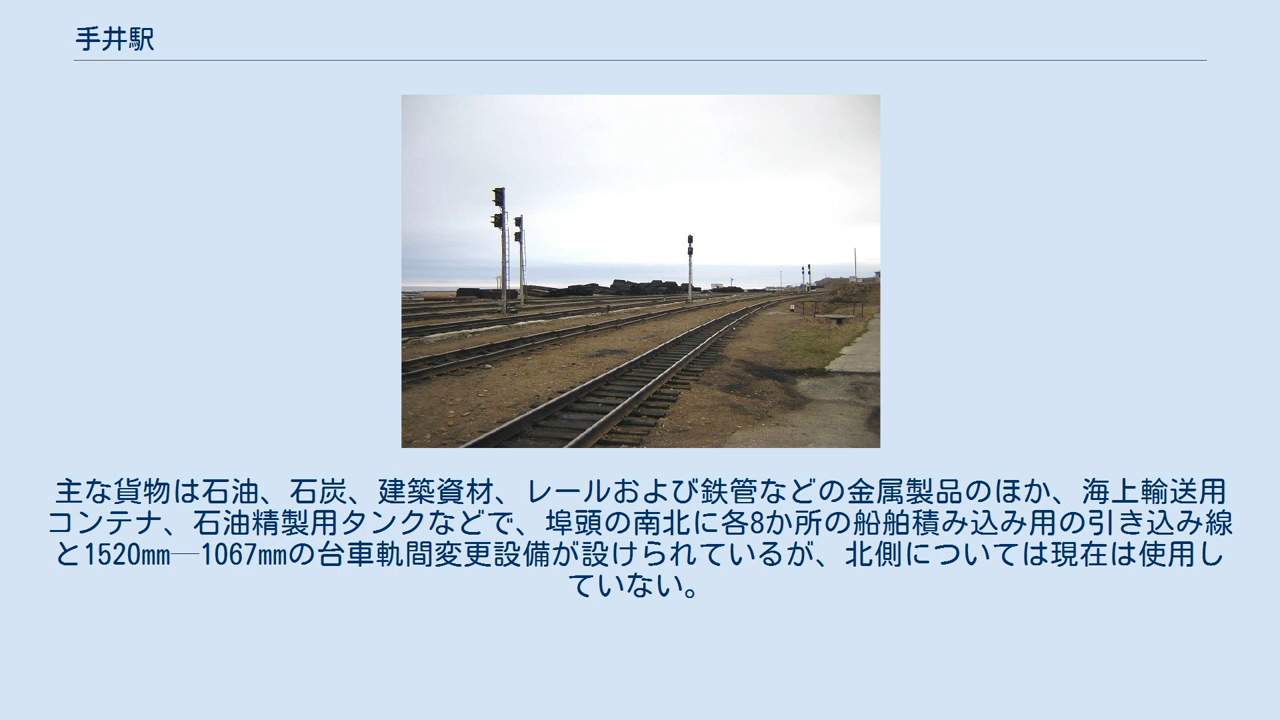 手井駅
主な貨物は石油、石炭、建築資材、レールおよび鉄管などの金属製品のほか、海上輸送用
コンテナ、石油精製用タンクなどで、埠頭の南北に各8か所の船舶積み込み用の引き込み線
と1520㎜―1067㎜の台車軌間変更設備が設けられているが、北側については現在は使用し
ていない。